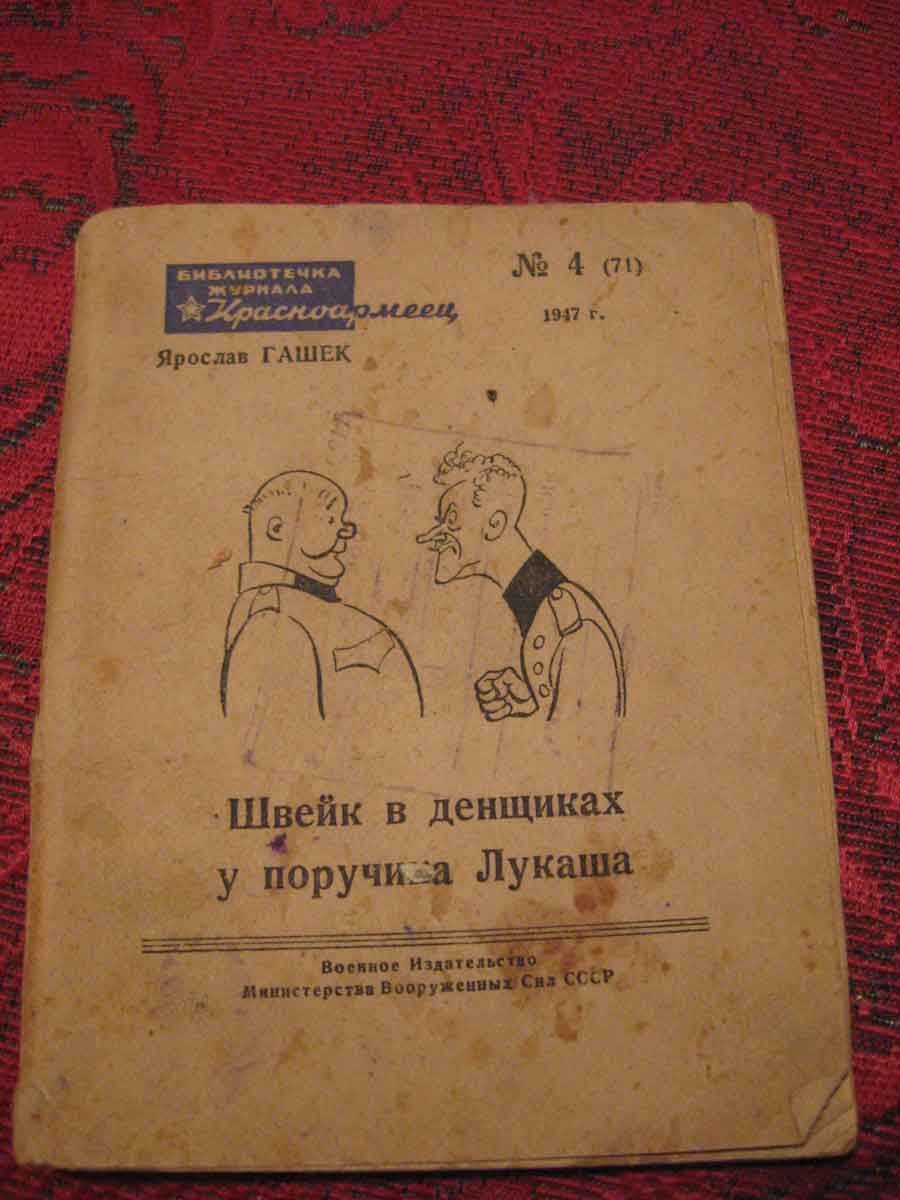 БИБЛИОТЕЧКА
ЖУРНАЛА
Красноармеец
№ 4 (71)
1947 г.
Ярослав ГАШЕК
Швейк в денщиках
у поручика Лукаша
Военное Издательство
Министерства Вооруженных Сил СССР